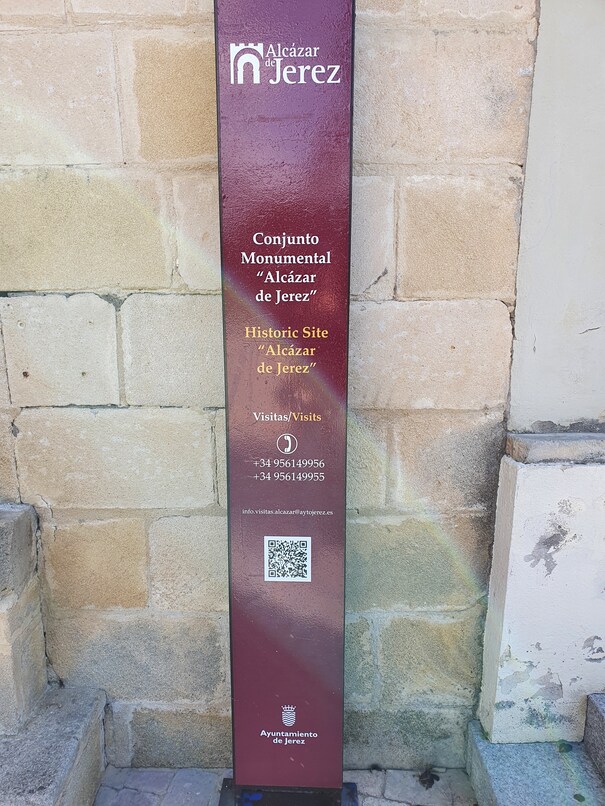 Alcázar
de Jerez
Conjunto
Monumental
“Alcázar
de Jerez”
Historic Site
“Alcázar
de Jerez”
Visitas/Visits
+34 956149956
+34 956149955
info.visitas.alcazar@aytojerez.es
Ayuntamiento
de Jerez